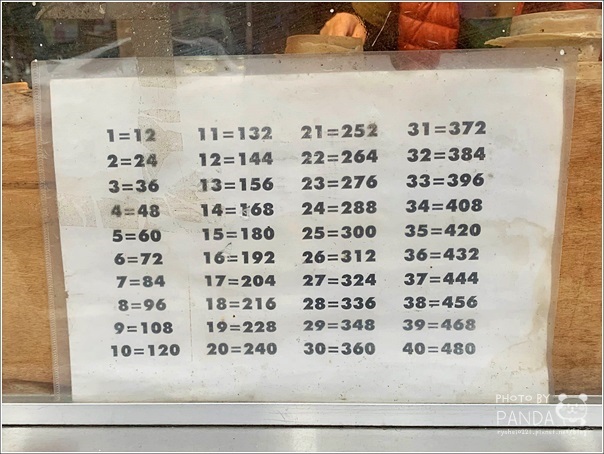 1=12 11=132 21=252 31=372
2=24 12=144 22=264 32=384
3=36 13=156 23=276 33=396
4=48 14=168 24=288 34=408
5=60 15=180 25=300 35=420
6=72 16=192 26=312 36=432
7=84 17=204 27=324 37=444
8=96 18=216 28=336 38=456
9=108 19=228 29=348 39=468
10=120 20=240 30=360 40=480
PHOTO BY
PANDA